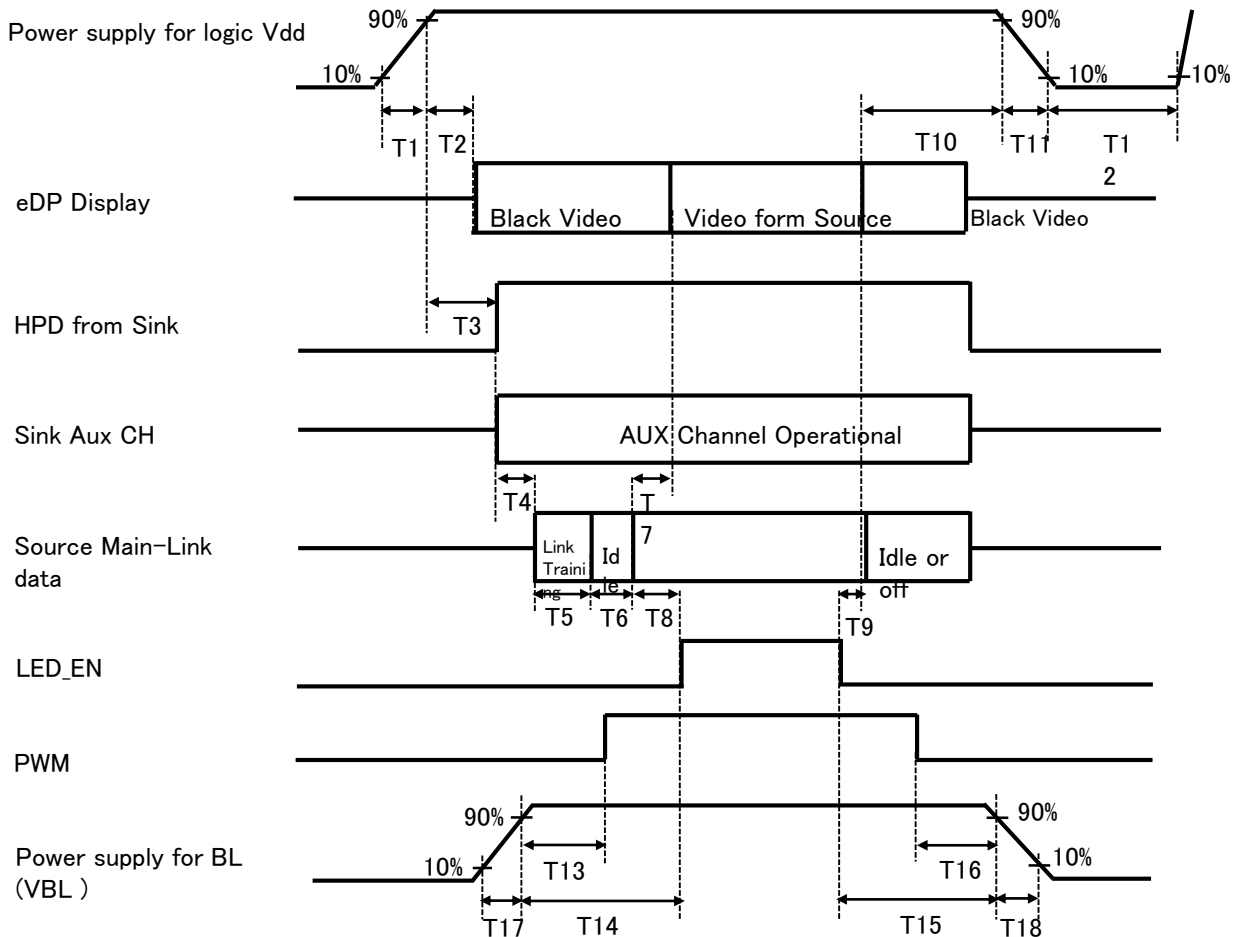 90%
90%
Power supply for logic Vdd
10%
10%
10%
T1
T2
T10
T11
T1
2
eDP Display
Black Video
Video form Source
Black Video
T3
HPD from Sink
Sink Aux CH
AUX Channel Operational
T4
T
7
Source Main-Link
data
Link
Traini
ng
Id
le
Idle or
off
T5
T6
T8
T9
LED_EN
PWM
90%
90%
Power supply for BL
(VBL )
10%
10%
T13
T16
T17
T14
T15
T18